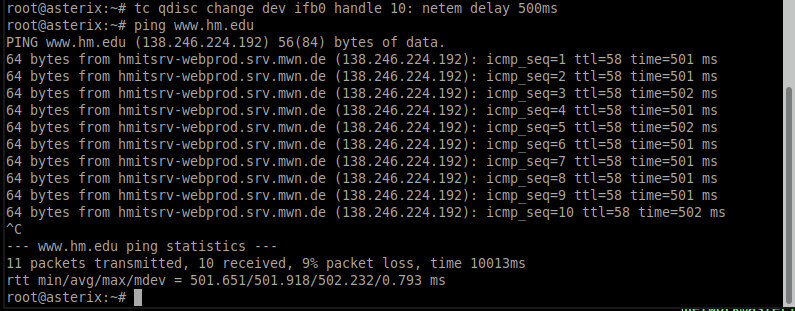 root@asterix:~# tc qdisc change dev ifb0 handle 10: netem delay 500ms
root@asterix:~# ping www.hm.edu
PING www.hm.edu (138.246.224.192) 56(84) bytes of data.
64 bytes from hmitsrv-webprod.srv.mwn.de (138.246.224.192): icmp_seq=1 ttl=58 time=501 ms
64 bytes from hmitsrv-webprod.srv.mwn.de (138.246.224.192): icmp_seq=2 ttl=58 time=501 ms
64 bytes from hmitsrv-webprod.srv.mwn.de (138.246.224.192): icmp_seq=3 ttl=58 time=502 ms
64 bytes from hmitsrv-webprod.srv.mwn.de (138.246.224.192): icmp_seq=4 ttl=58 time=501 ms
64 bytes from hmitsrv-webprod.srv.mwn.de (138.246.224.192): icmp_seq=5 ttl=58 time=502 ms
64 bytes from hmitsrv-webprod.srv.mwn.de (138.246.224.192): icmp_seq=6 ttl=58 time=501 ms
64 bytes from hmitsrv-webprod.srv.mwn.de (138.246.224.192): icmp_seq=7 ttl=58 time=501 ms
64 bytes from hmitsrv-webprod.srv.mwn.de (138.246.224.192): icmp_seq=8 ttl=58 time=501 ms
64 bytes from hmitsrv-webprod.srv.mwn.de (138.246.224.192): icmp_seq=9 ttl=58 time=501 ms
64 bytes from hmitsrv-webprod.srv.mwn.de (138.246.224.192): icmp_seq=10 ttl=58 time=502 ms
^C
--- www.hm.edu ping statistics ---
11 packets transmitted, 10 received, 9% packet loss, time 10013ms
rtt min/avg/max/mdev = 501.651/501.918/502.232/0.793 ms
root@asterix:~#